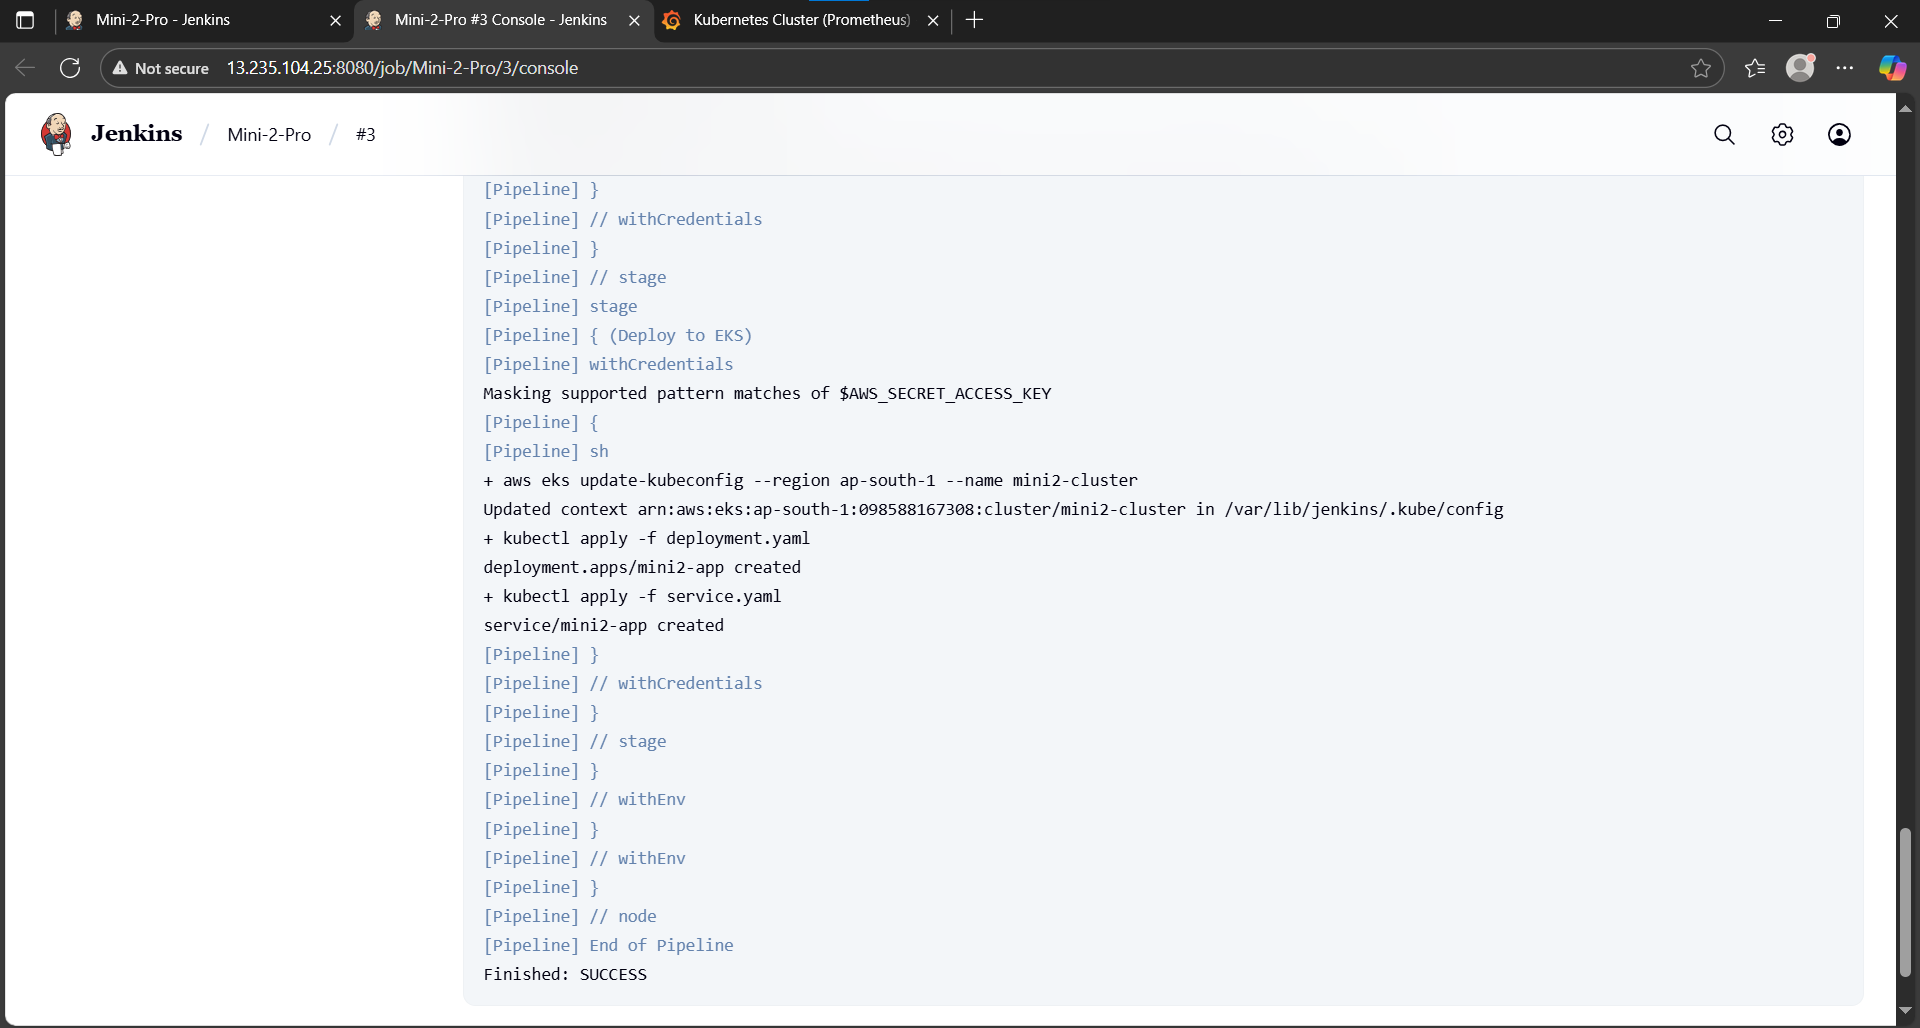 Mini-2-Pro - Jenkins
Mini-2-Pro #3 Console - Jenkins
Kubernetes Cluster (Prometheus)
Not secure 13.235.104.25:8080/job/Mini-2-Pro/3/console
Jenkins / Mini-2-Pro / #3
[Pipeline] }
[Pipeline] // withCredentials
[Pipeline] }
[Pipeline] // stage
[Pipeline] stage
[Pipeline] { (Deploy to EKS)
[Pipeline] withCredentials
Masking supported pattern matches of $AWS_SECRET_ACCESS_KEY
[Pipeline] {
[Pipeline] sh
+ aws eks update-kubeconfig --region ap-south-1 --name mini2-cluster
Updated context arn:aws:eks:ap-south-1:098588167308:cluster/mini2-cluster in /var/lib/jenkins/.kube/config
+ kubectl apply -f deployment.yaml
deployment.apps/mini2-app created
+ kubectl apply -f service.yaml
service/mini2-app created
[Pipeline] }
[Pipeline] // withCredentials
[Pipeline] }
[Pipeline] // stage
[Pipeline] }
[Pipeline] // withEnv
[Pipeline] }
[Pipeline] // withEnv
[Pipeline] }
[Pipeline] // node
[Pipeline] End of Pipeline
Finished: SUCCESS